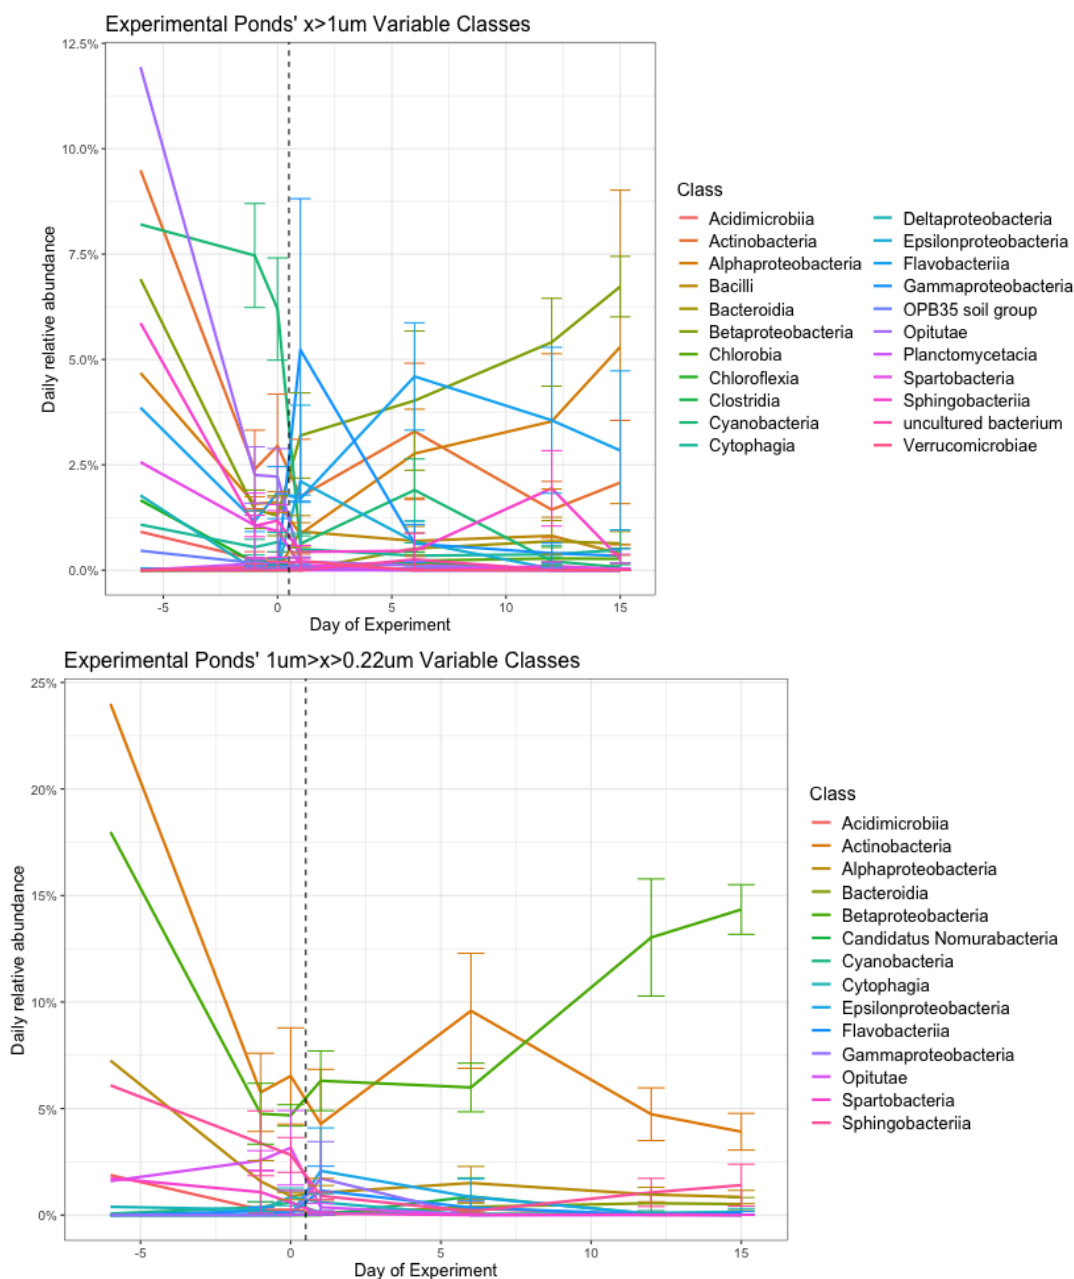 Experimental Ponds' x>1um Variable Classes
12.5%
10.0%
7.5%
5.0%
2.5%
0.0%
Daily relative abundance
-5
0
5
10
15
Day of Experiment
Class
Acidimicrobiia
Actinobacteria
Alphaproteobacteria
Bacilli
Bacteroidia
Betaproteobacteria
Chlorobia
Chloroflexia
Clostridia
Cyanobacteria
Cytophagia
Deltaproteobacteria
Epsilonproteobacteria
Flavobacteriia
Gammaproteobacteria
OPB35 soil group
Opitutae
Planctomycetacia
Spartobacteria
Sphingobacteriia
uncultured bacterium
Verrucomicrobiae
Experimental Ponds' 1um>x>0.22um Variable Classes
25%
20%
15%
10%
5%
0%
Daily relative abundance
-5
0
5
10
15
Day of Experiment
Class
Acidimicrobiia
Actinobacteria
Alphaproteobacteria
Bacteroidia
Betaproteobacteria
Candidatus Nomurabacteria
Cyanobacteria
Cytophagia
Epsilonproteobacteria
Flavobacteriia
Gammaproteobacteria
Opitutae
Spartobacteria
Sphingobacteriia